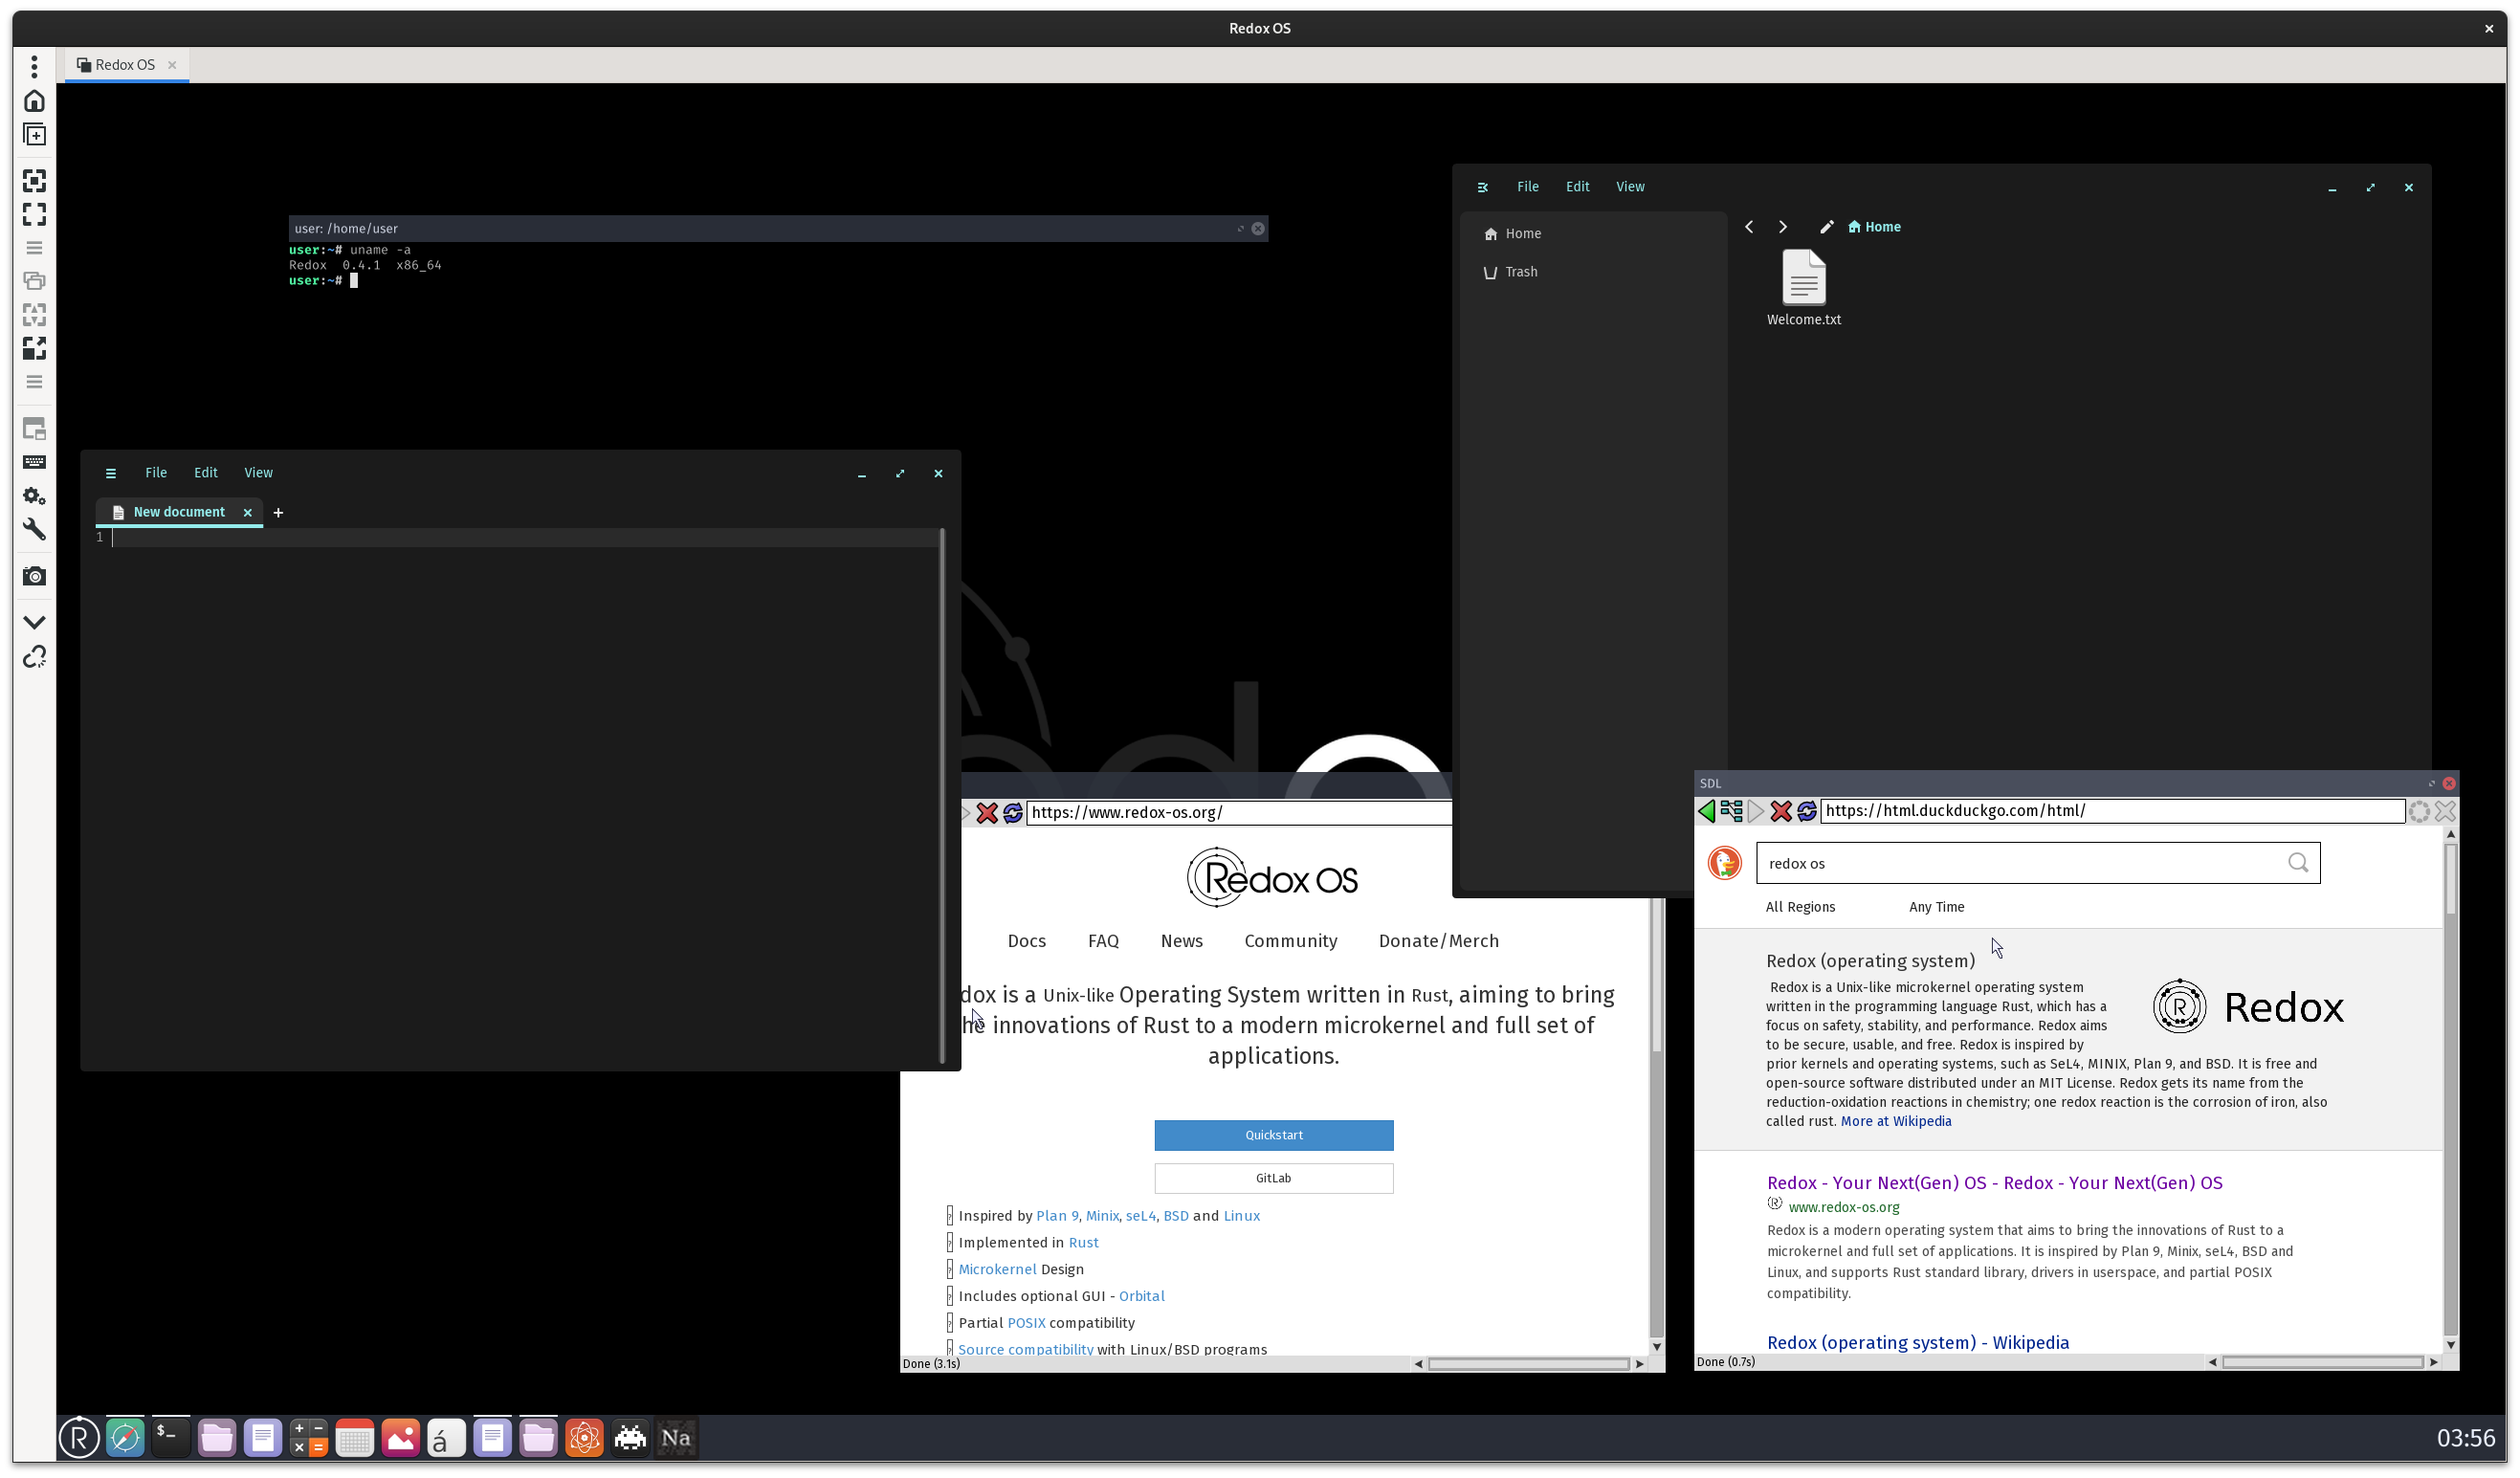 Redox OS
Redox OS
user: /home/user
user:~# uname -a
Redox 0.4.1 x86_64
user:~#
File Edit View
Home
Trash
Home
Welcome.txt
File Edit View
New document
1
https://www.redox-os.org/
Redox OS
Docs FAQ News Community Donate/Merch
dox is a Unix-like Operating System written in Rust, aiming to bring
he innovations of Rust to a modern microkernel and full set of
applications.
Quickstart
GitLab
Inspired by Plan 9, Minix, seL4, BSD and Linux
Implemented in Rust
Microkernel Design
Includes optional GUI - Orbital
Partial POSIX compatibility
Source compatibility with Linux/BSD programs
Done (3.1s)
SDL
https://html.duckduckgo.com/html/
redox os
All Regions Any Time
Redox (operating system)
Redox is a Unix-like microkernel operating system
written in the programming language Rust, which has a
focus on safety, stability, and performance. Redox aims
to be secure, usable, and free. Redox is inspired by
prior kernels and operating systems, such as SeL4, MINIX, Plan 9, and BSD. It is free and
open-source software distributed under an MIT License. Redox gets its name from the
reduction-oxidation reactions in chemistry; one redox reaction is the corrosion of iron, also
called rust. More at Wikipedia
Redox
Redox - Your Next(Gen) OS - Redox - Your Next(Gen) OS
www.redox-os.org
Redox is a modern operating system that aims to bring the innovations of Rust to a
microkernel and full set of applications. It is inspired by Plan 9, Minix, seL4, BSD and
Linux, and supports Rust standard library, drivers in userspace, and partial POSIX
compatibility.
Redox (operating system) - Wikipedia
Done (0.7s)
R $_ á Na
03:56